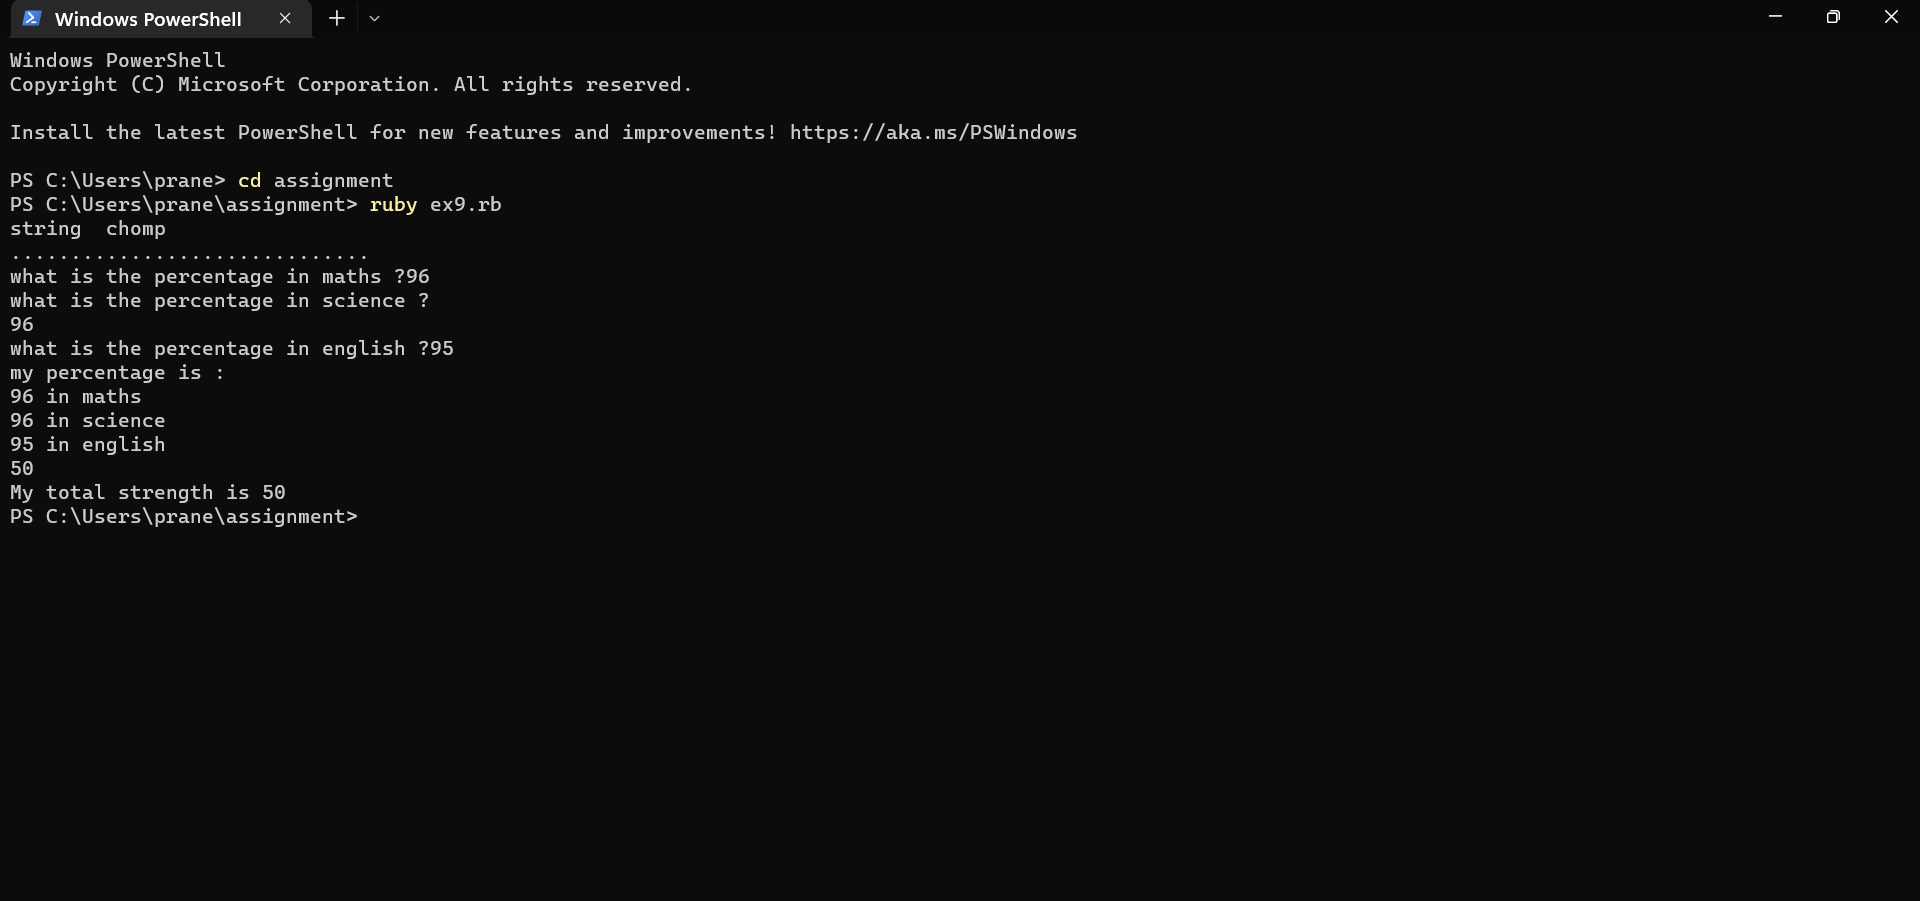 Windows PowerShell
Windows PowerShell
Copyright (C) Microsoft Corporation. All rights reserved.
Install the latest PowerShell for new features and improvements! https://aka.ms/PSWindows
PS C:\Users\prane> cd assignment
PS C:\Users\prane\assignment> ruby ex9.rb
string  chomp
..............................
what is the percentage in maths ?96
what is the percentage in science ?
96
what is the percentage in english ?95
my percentage is :
96 in maths
96 in science
95 in english
50
My total strength is 50
PS C:\Users\prane\assignment>